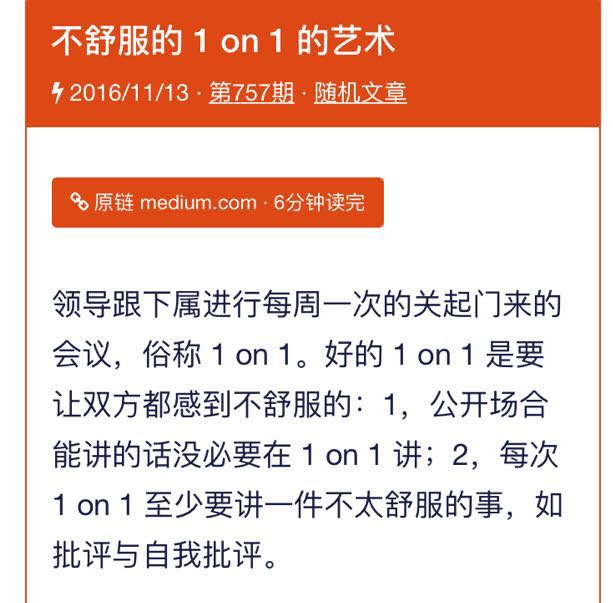 不舒服的 1 on 1 的艺术
2016/11/13 · 第757期 · 随机文章
原链 medium.com · 6分钟读完
领导跟下属进行每周一次的关起门来的
会议，俗称 1 on 1。好的 1 on 1 是要
让双方都感到不舒服的：1，公开场合
能讲的话没必要在 1 on 1 讲；2，每次
1 on 1 至少要讲一件不太舒服的事，如
批评与自我批评。